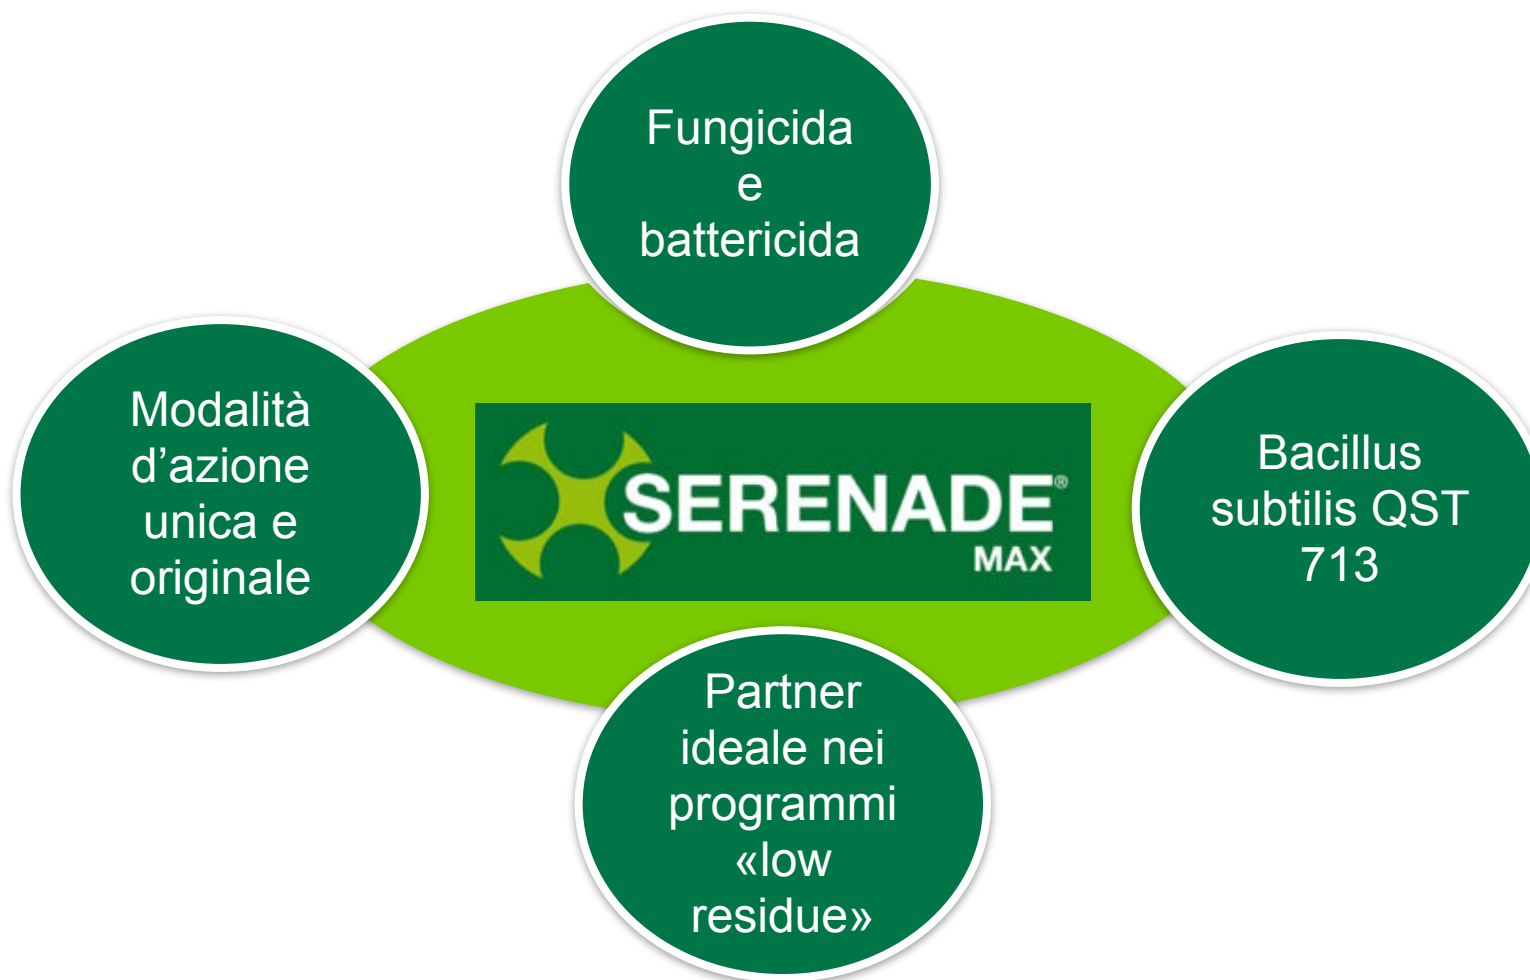 Fungicida
e
battericida
Modalità
d’azione
unica e
originale
SERENADE®
MAX
Bacillus
subtilis QST
713
Partner
ideale nei
programmi
«low
residue»